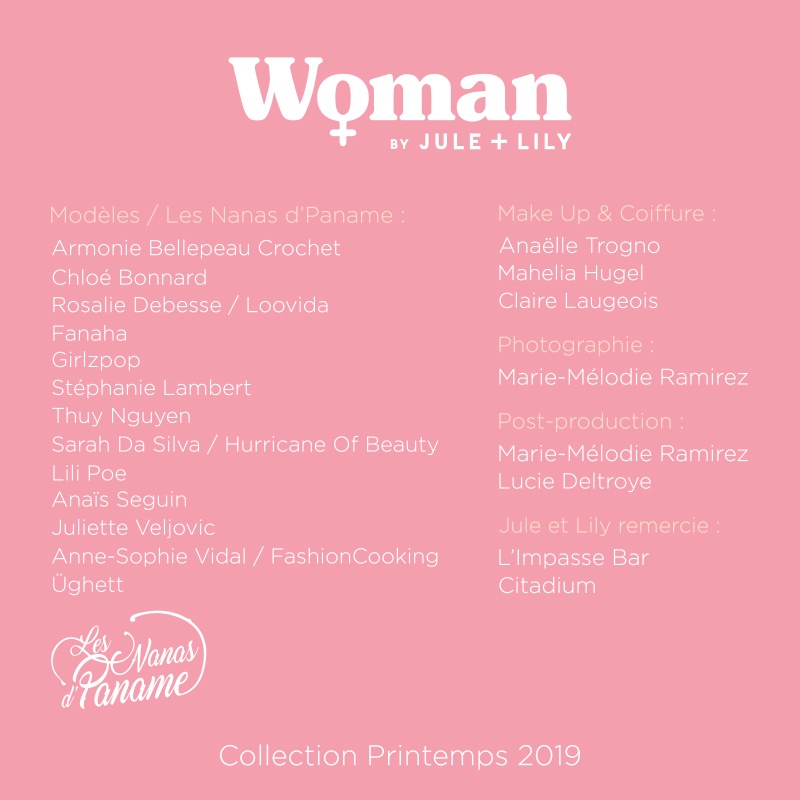 Woman
BY JULE + LILY
Modèles / Les Nanas d'Paname :
Armonie Bellepeau Crochet
Chloé Bonnard
Rosalie Debesse / Loovida
Fanaha
Girlzpop
Stéphanie Lambert
Thuy Nguyen
Sarah Da Silva / Hurricane Of Beauty
Lili Poe
Anaïs Seguin
Juliette Veljovic
Anne-Sophie Vidal / FashionCooking
Üghett
Les Nanas
d'Paname
Make Up & Coiffure :
Anaëlle Trogno
Mahelia Hugel
Claire Laugeois
Photographie :
Marie-Mélodie Ramirez
Post-production :
Marie-Mélodie Ramirez
Lucie Deltroye
Jule et Lily remercie :
L'Impasse Bar
Citadium
Collection Printemps 2019